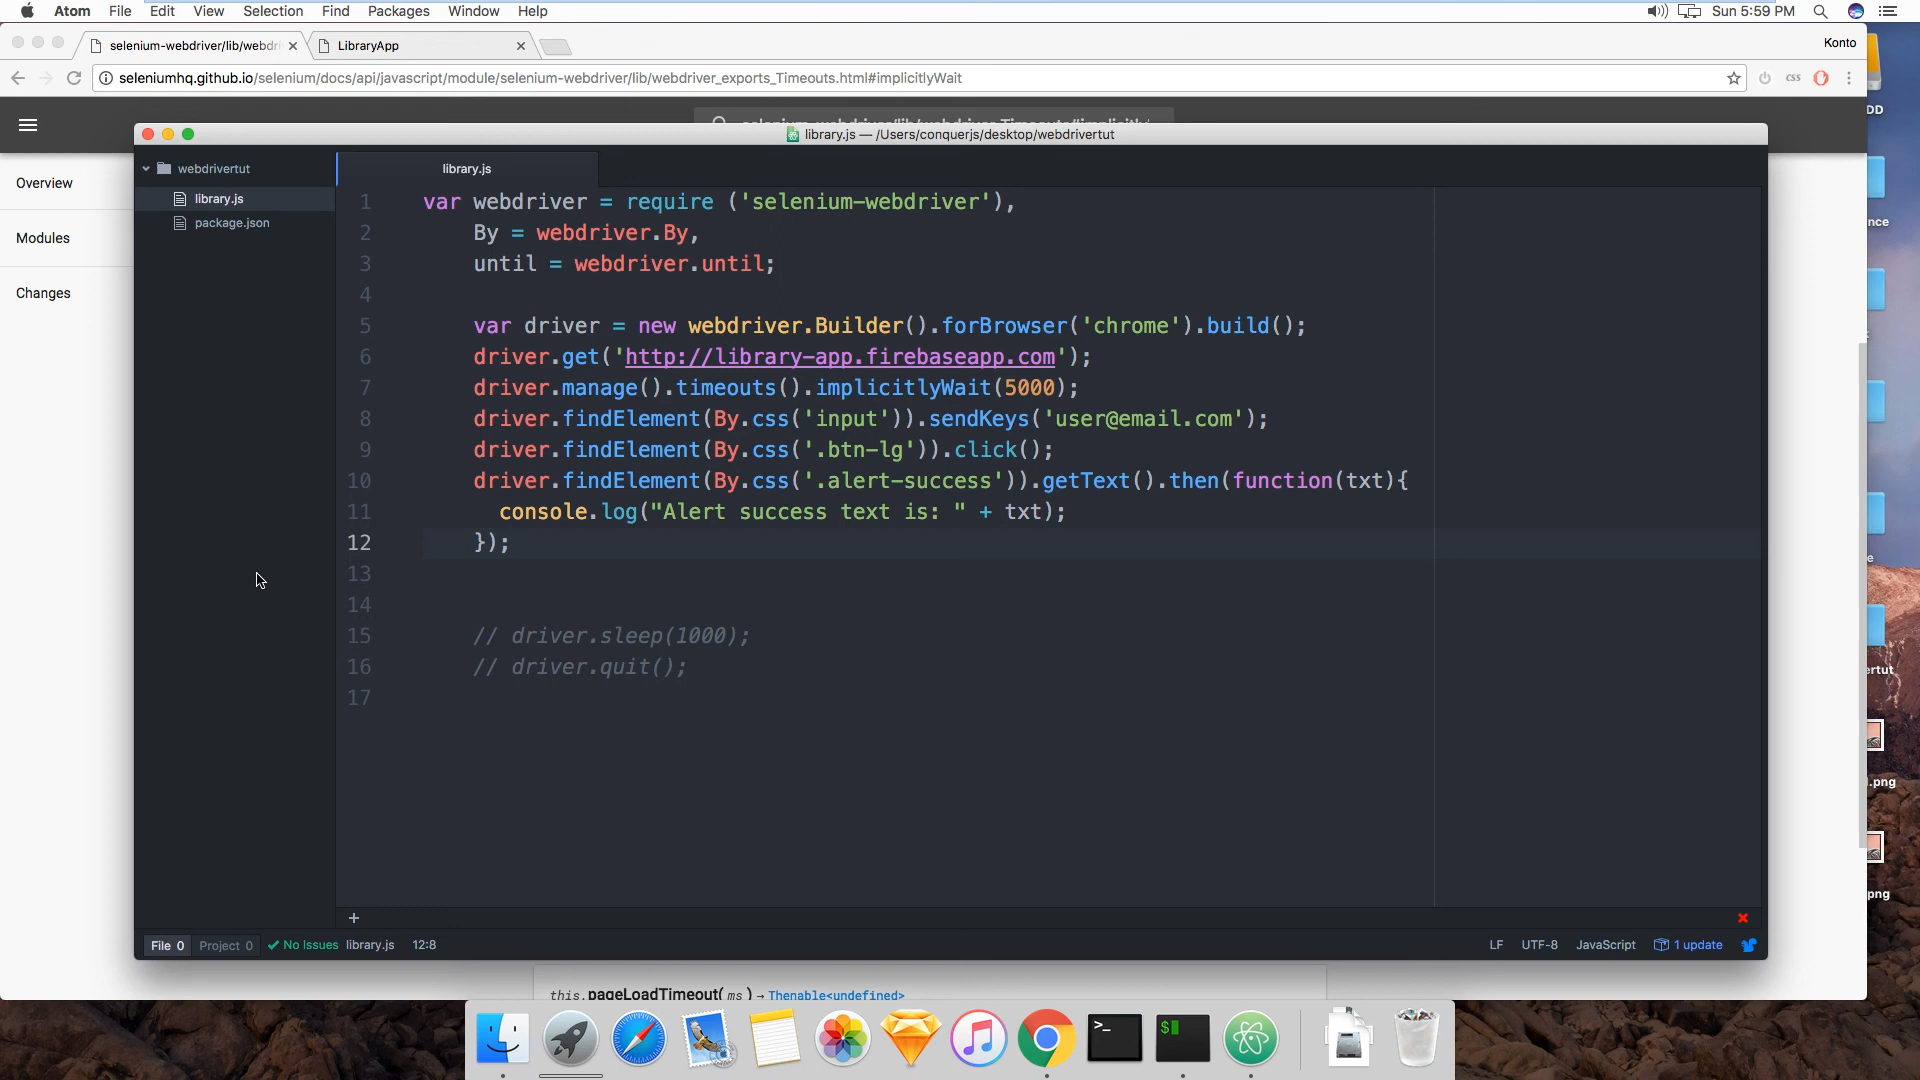 Atom File Edit View Selection Find Packages Window Help Sun 5:59 PM
selenium-webdriver/lib/webdri LibraryApp Konto
seleniumhq.github.io/selenium/docs/api/javascript/module/selenium-webdriver/lib/webdriver_exports_Timeouts.html#implicitlyWait css
DD
library.js — /Users/conquerjs/desktop/webdrivertut
webdrivertut library.js
Overview
library.js
package.json
nce
Modules
Changes
1 var webdriver = require ('selenium-webdriver'),
2 By = webdriver.By,
3 until = webdriver.until;
4
5 var driver = new webdriver.Builder().forBrowser('chrome').build();
6 driver.get('http://library-app.firebaseapp.com');
7 driver.manage().timeouts().implicitlyWait(5000);
8 driver.findElement(By.css('input')).sendKeys('user@email.com');
9 driver.findElement(By.css('.btn-lg')).click();
10 driver.findElement(By.css('.alert-success')).getText().then(function(txt){
11 console.log("Alert success text is: " + txt);
12 });
13
14
15 // driver.sleep(1000);
16 // driver.quit();
17
e
ertut
.png
png
File 0 Project 0 No Issues library.js 12:8 LF UTF-8 JavaScript 1 update
this.pageLoadTimeout( ms ) → Thenable<undefined>
>_
$